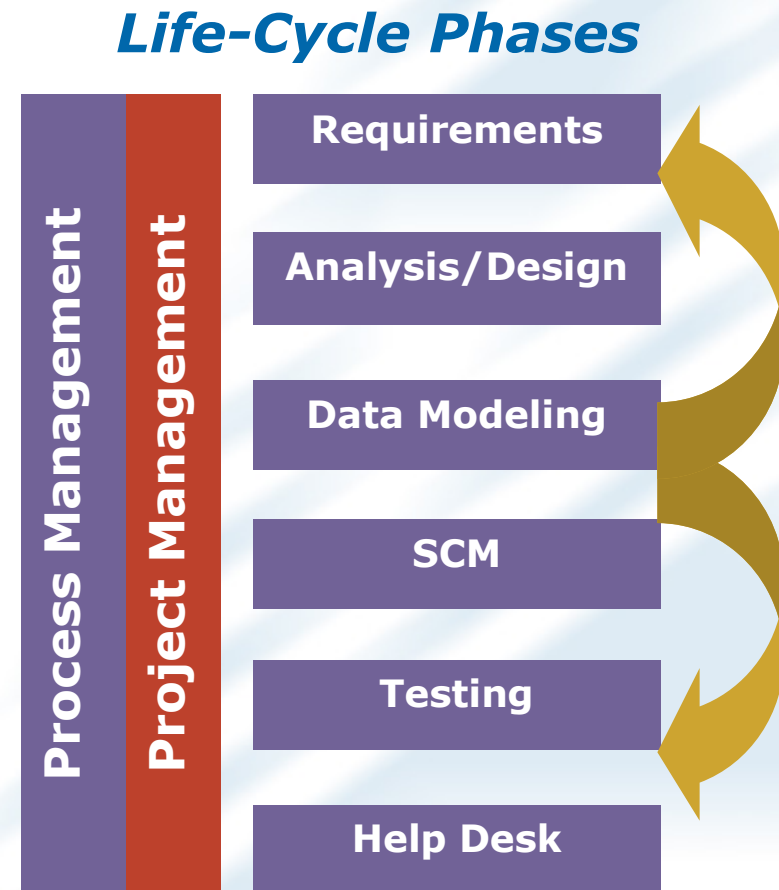 Life-Cycle Phases
Process Management
Project Management
Requirements
Analysis/Design
Data Modeling
SCM
Testing
Help Desk